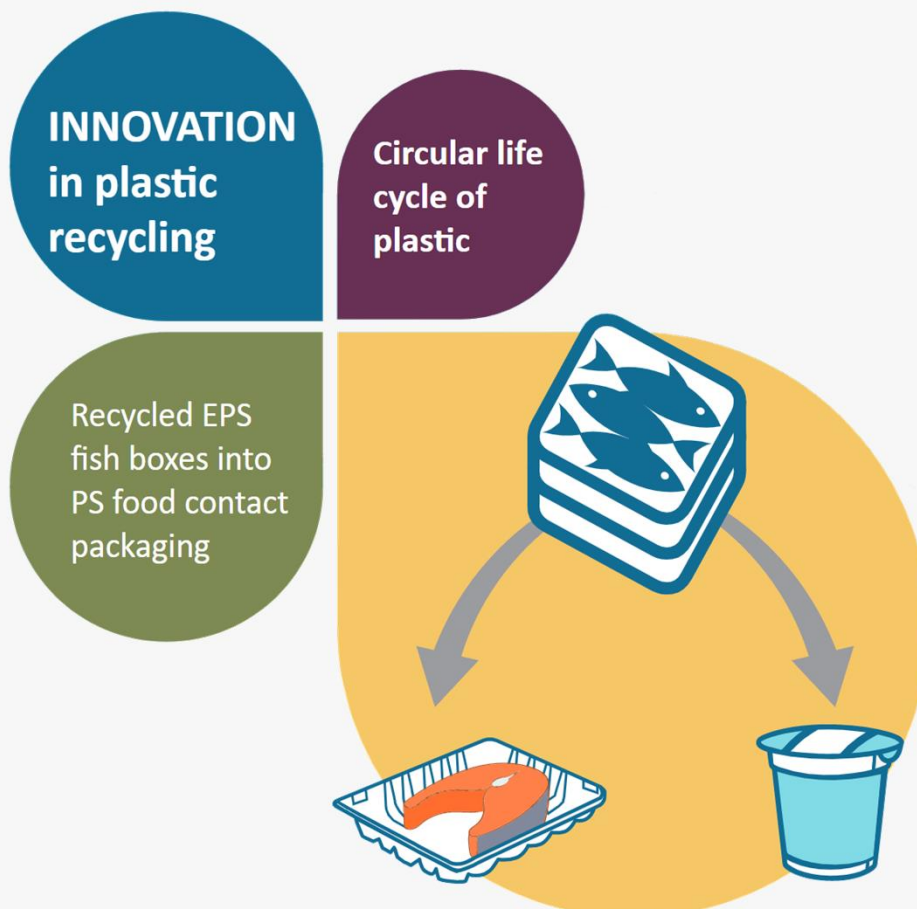 INNOVATION
in plastic
recycling
Circular life
cycle of
plastic
Recycled EPS
fish boxes into
PS food contact
packaging